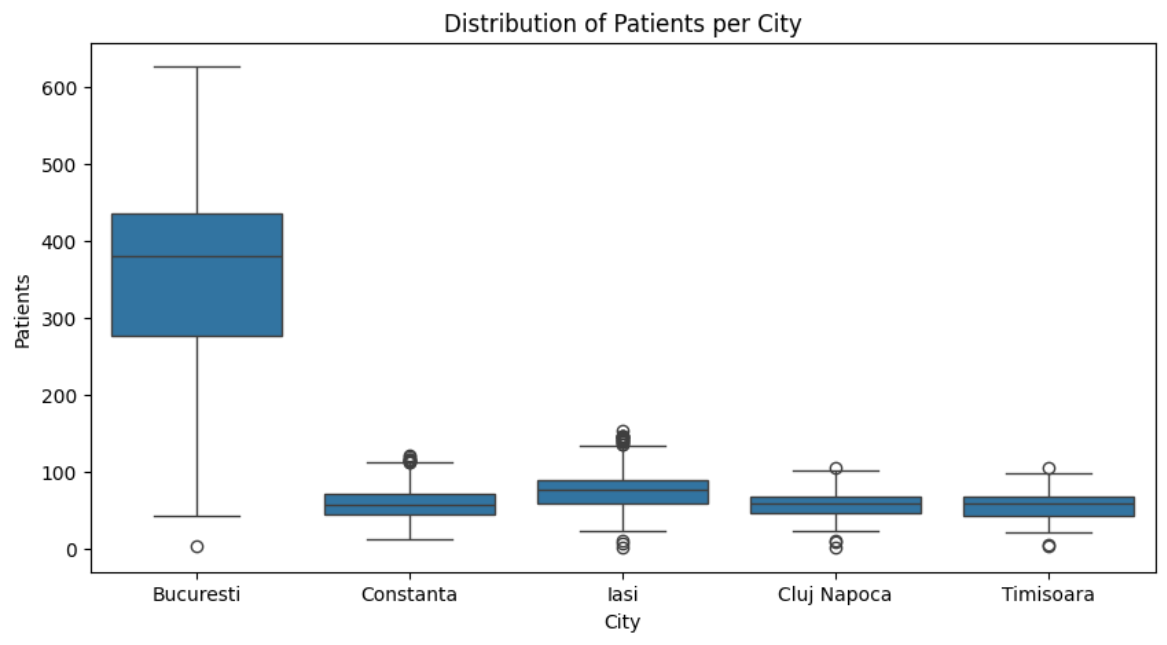 Distribution of Patients per City
Patients
600
500
400
300
200
100
0
Bucuresti
Constanta
Iasi
Cluj Napoca
Timisoara
City